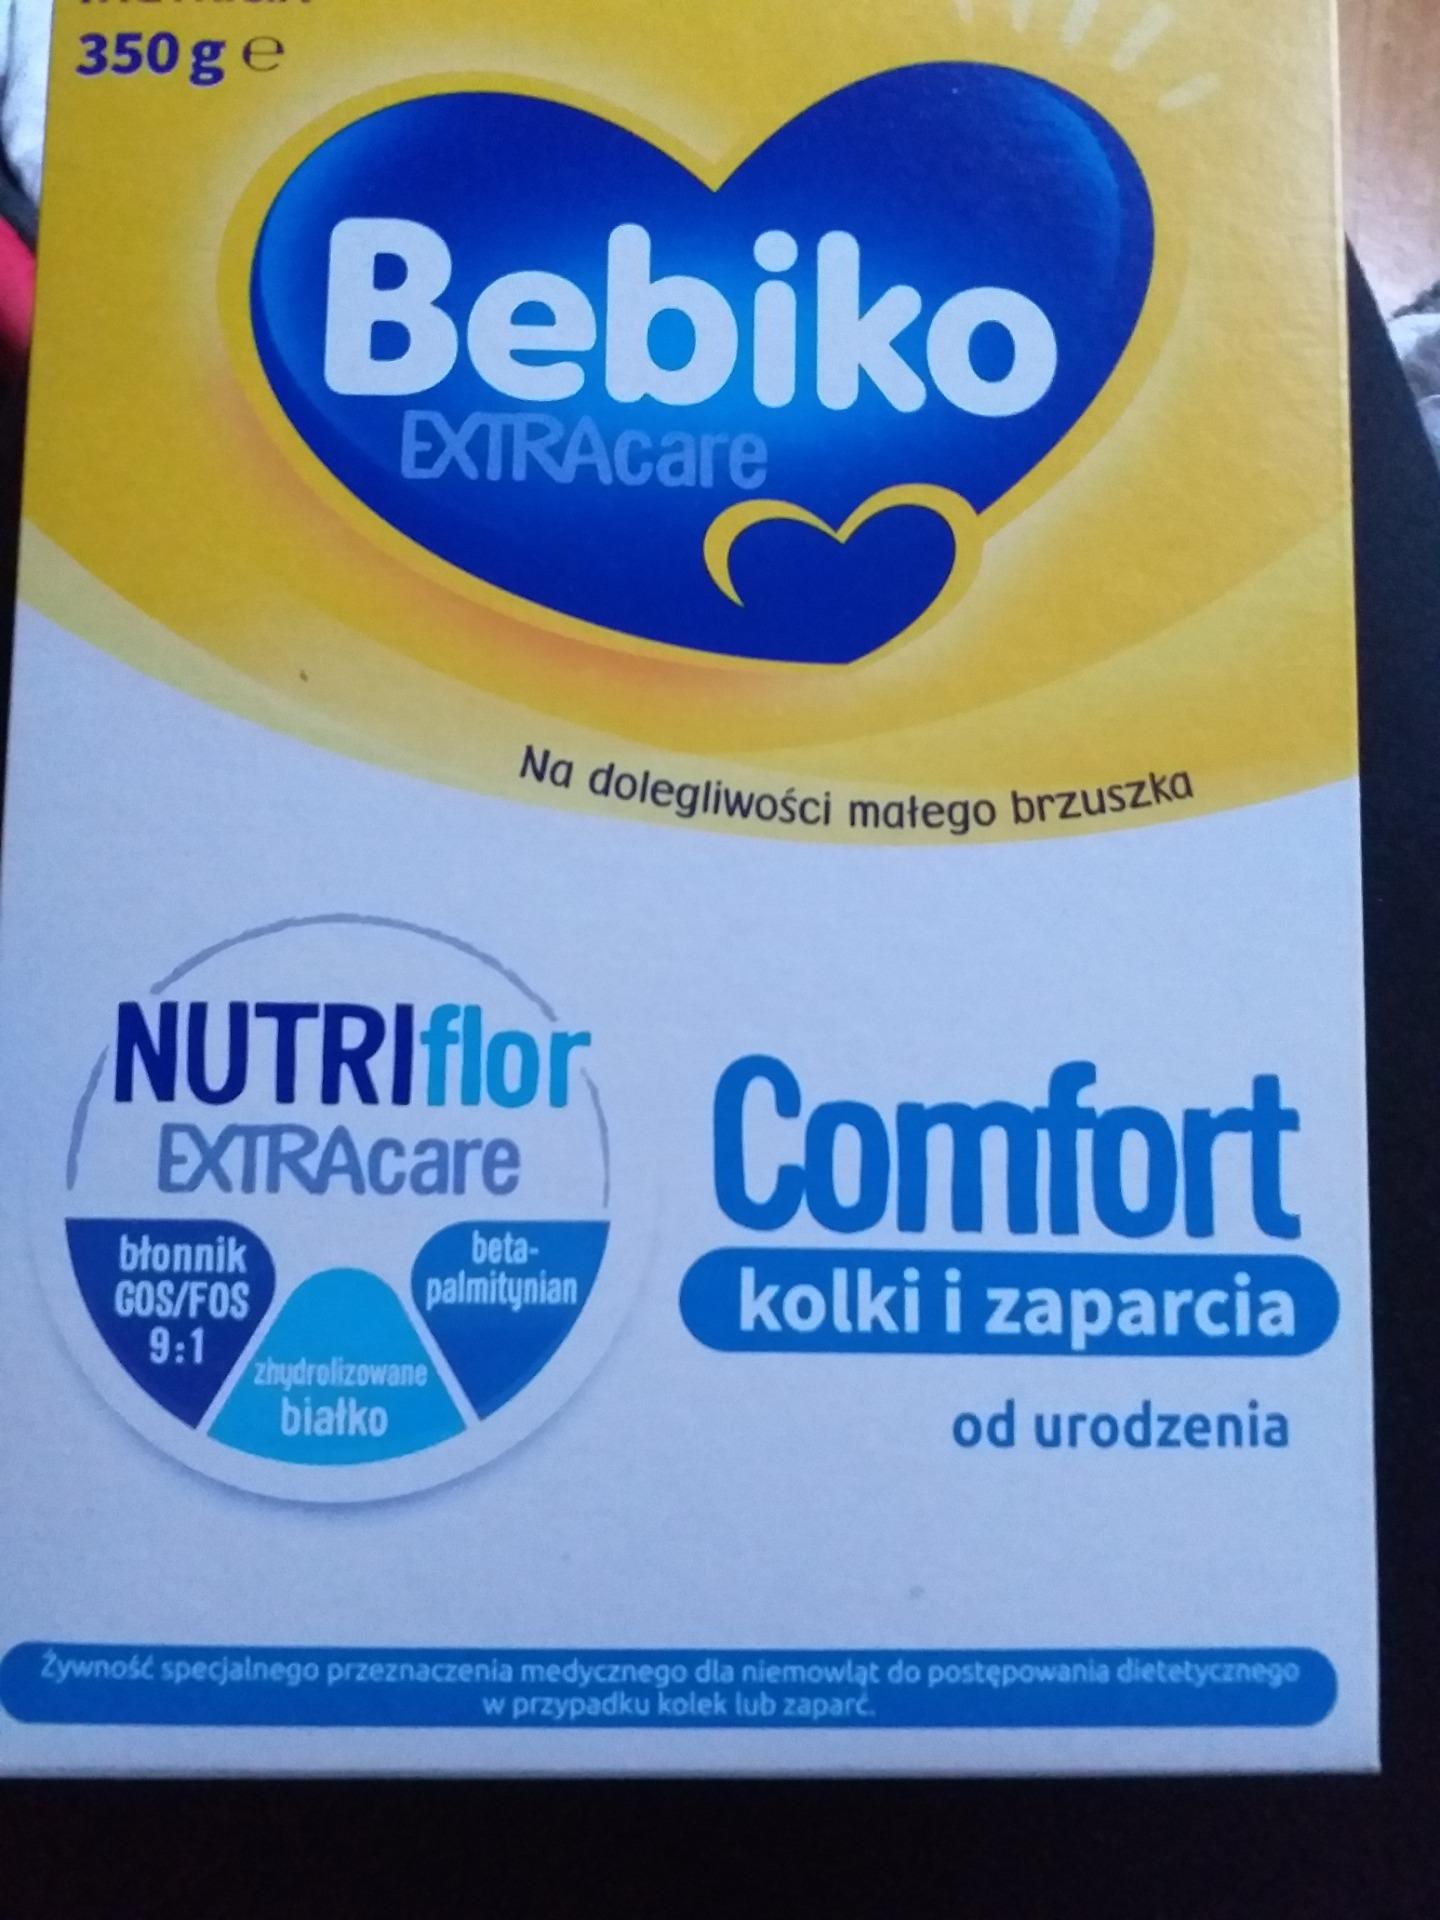 350 g e
Bebiko
EXTRAcare
Na dolegliwości małego brzuszka
NUTRIflor
EXTRAcare
błonnik
GOS/FOS
9:1
zhydrolizowane
białko
beta-
palmitynian
Comfort
kolki i zaparcia
od urodzenia
Żywność specjalnego przeznaczenia medycznego dla niemowląt do postępowania dietetycznego
w przypadku kolek lub zaparć.